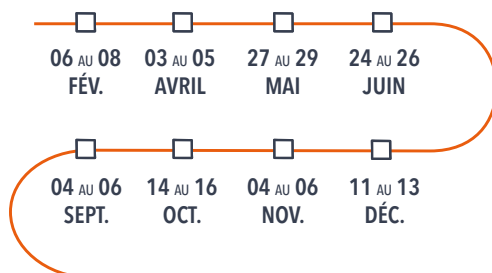 06 AU 08 03 AU 05 27 AU 29 24 AU 26
FÉV. AVRIL MAI JUIN
04 AU 06 14 AU 16 04 AU 06 11 AU 13
SEPT. OCT. NOV. DÉC.